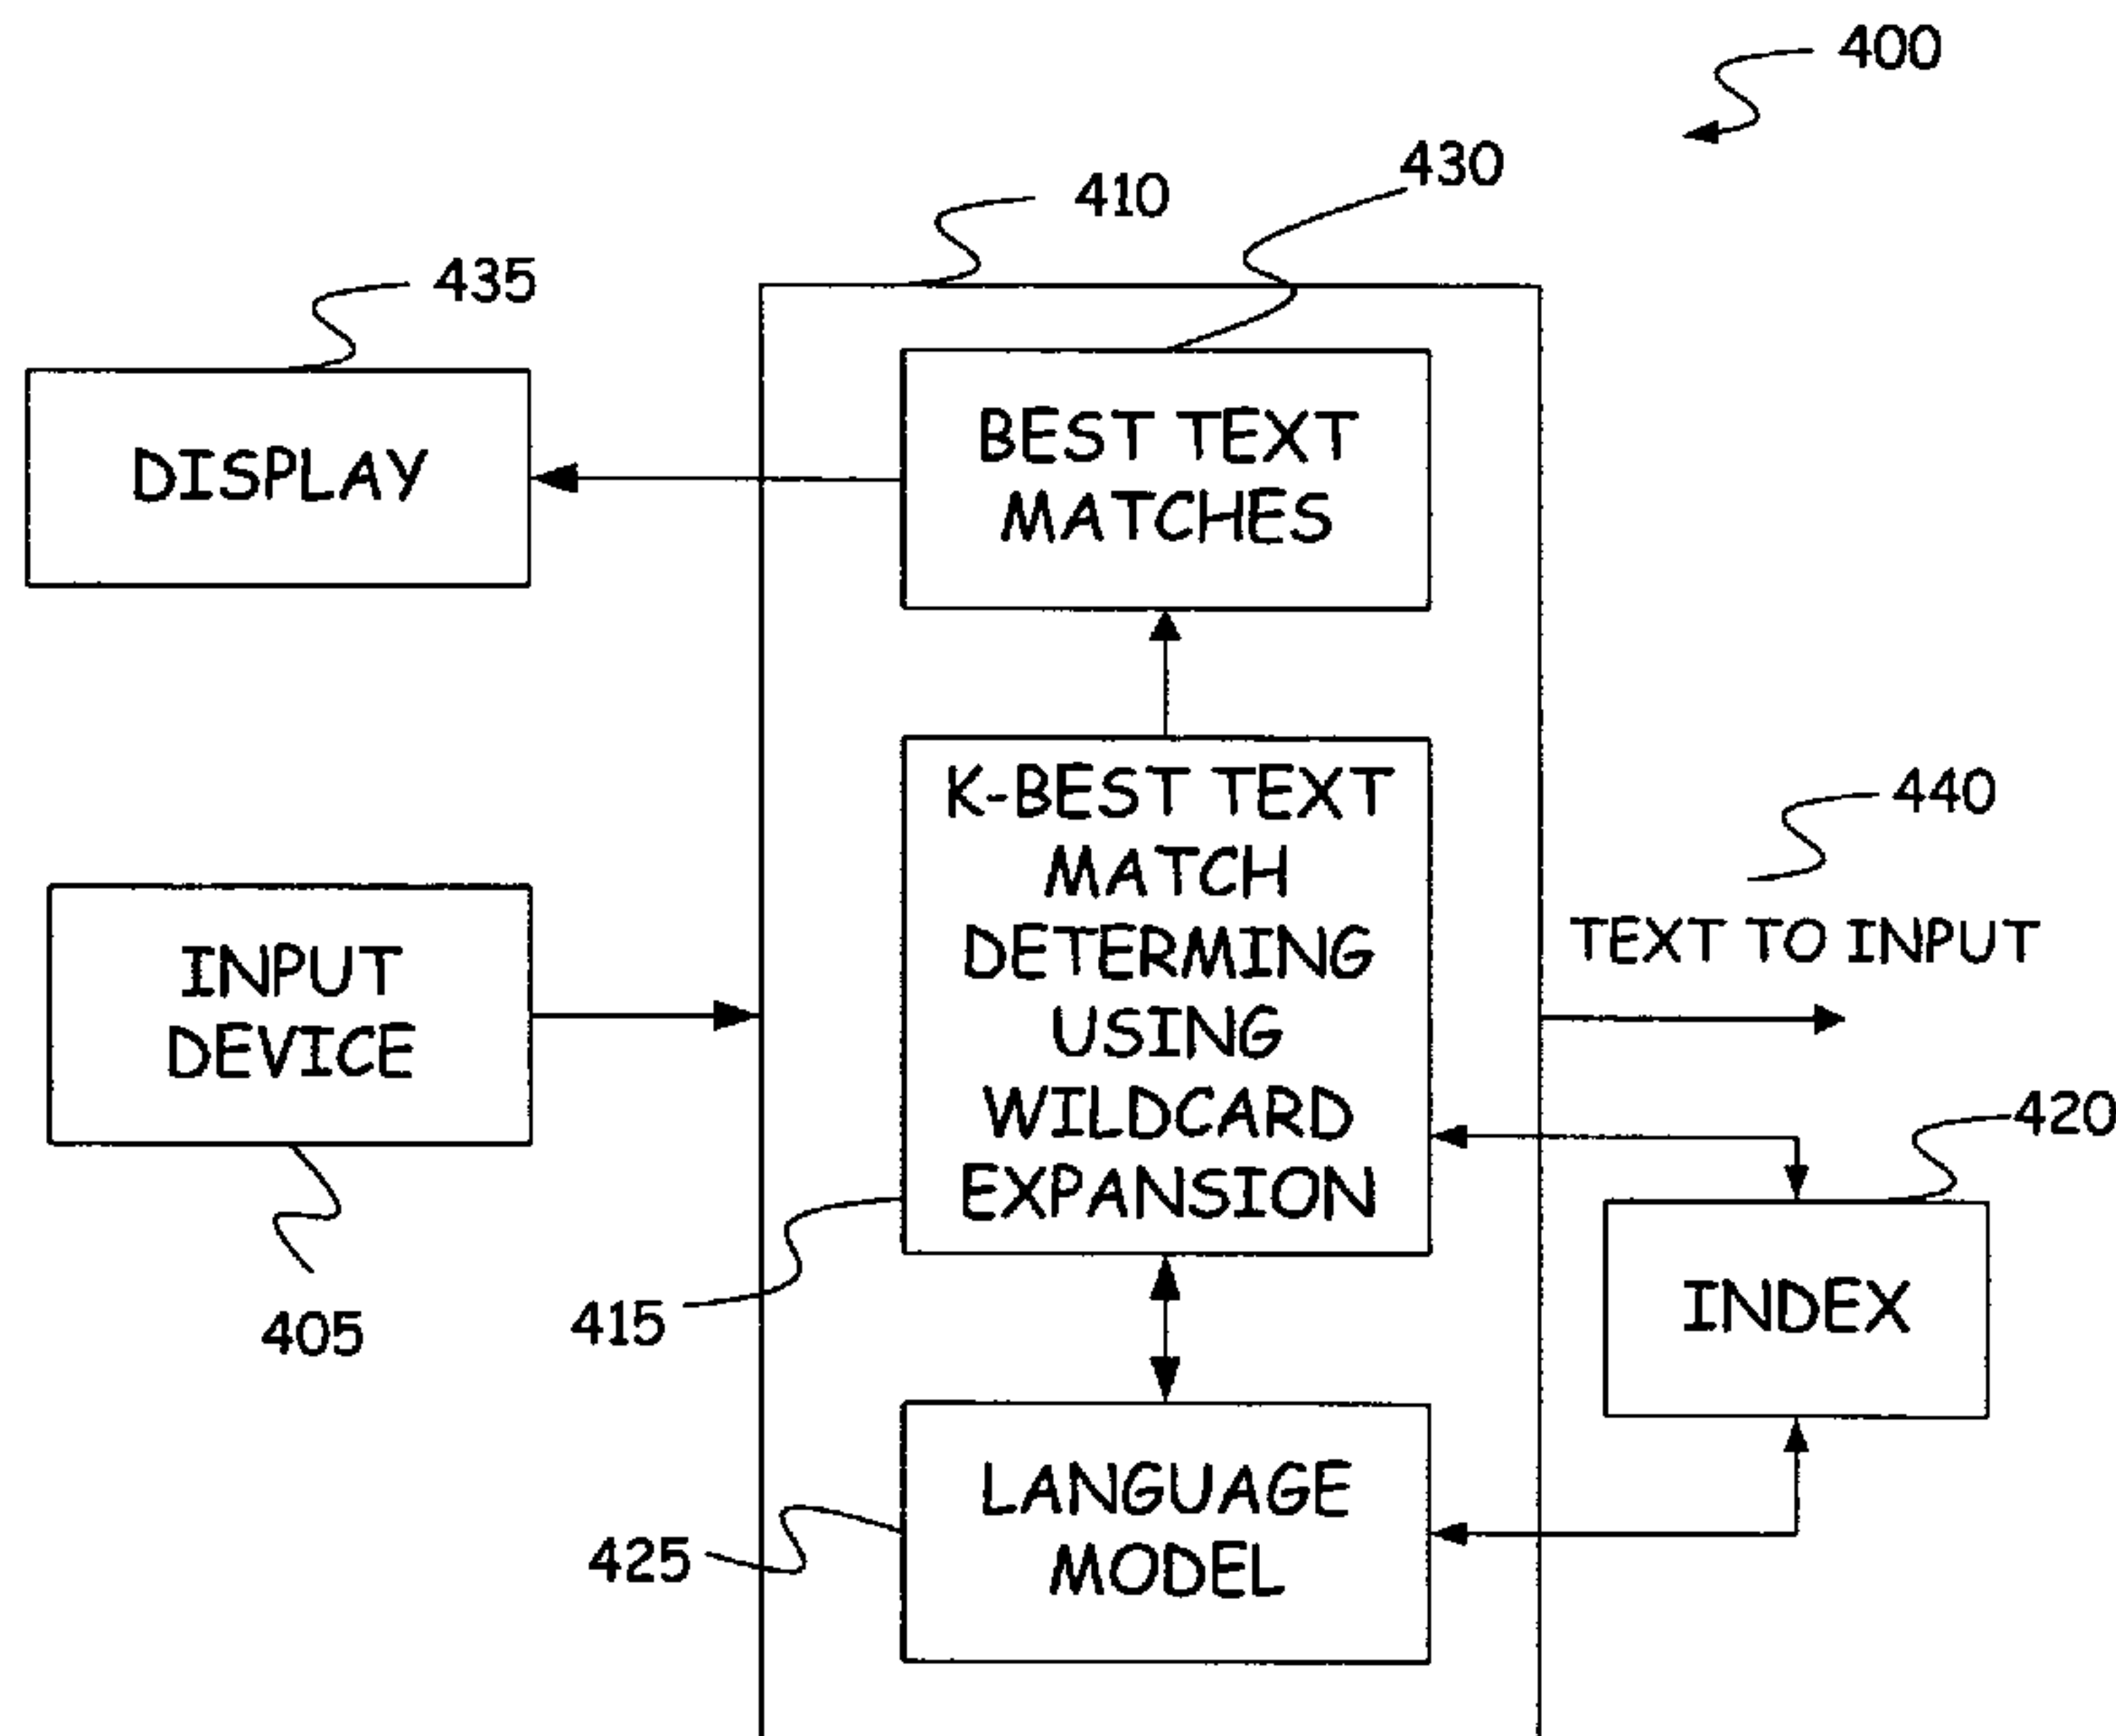 400
430
410
435
BEST TEXT
MATCHES
DISPLAY
K-BEST TEXT
MATCH
DETERMING
USING
WILDCARD
EXPANSION
440
TEXT TO INPUT
INPUT
DEVICE
420
405
415
INDEX
LANGUAGE
MODEL
425